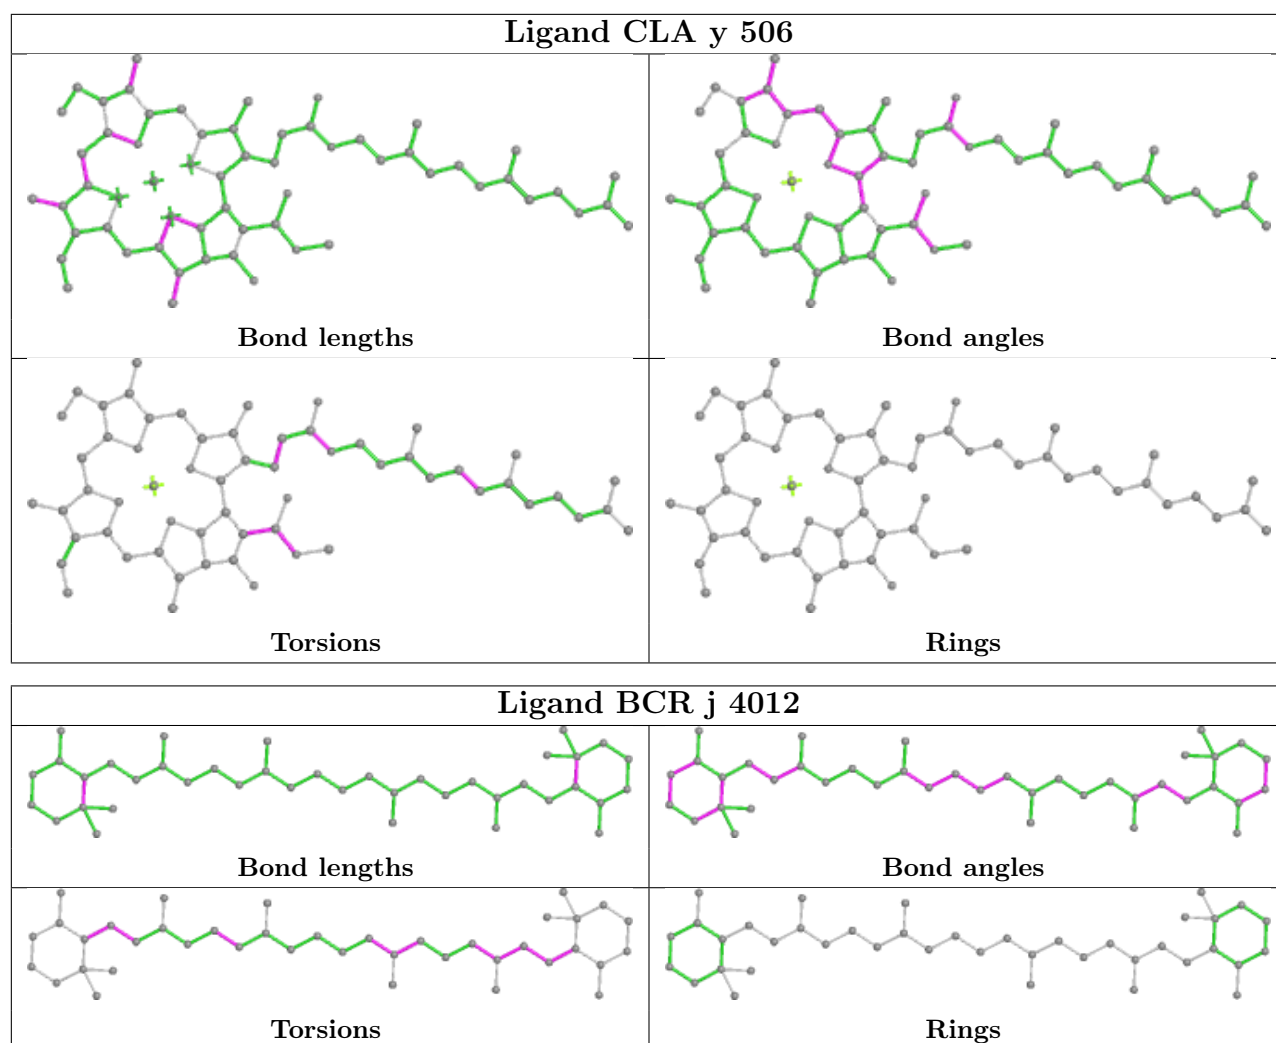 Ligand CLA y 506
Bond lengths
Bond angles
Torsions
Rings
Ligand BCR j 4012
Bond lengths
Bond angles
Torsions
Rings